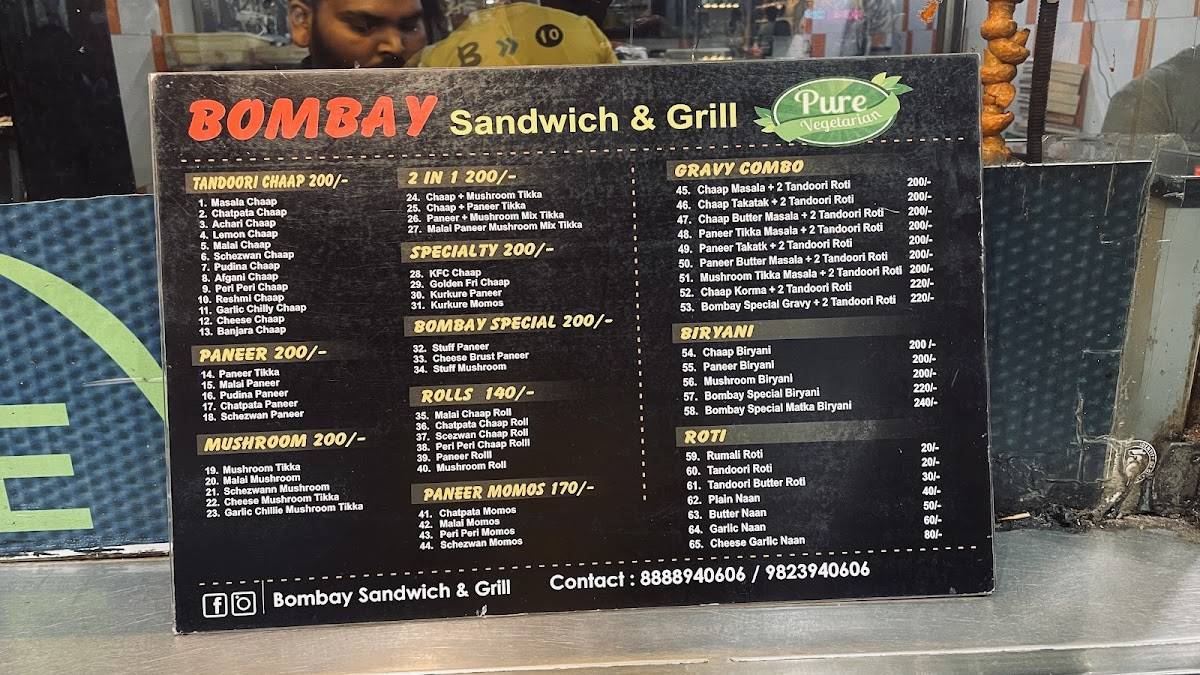 BOMBAY Sandwich & Grill
Pure
Vegetarian
TANDOORI CHAAP 200/-
1. Masala Chaap
2. Chatpata Chaap
3. Achari Chaap
4. Lemon Chaap
5. Malai Chaap
6. Schezwan Chaap
7. Pudina Chaap
8. Afgani Chaap
9. Peri Peri Chaap
10. Reshmi Chaap
11. Garlic Chilly Chaap
12. Cheese Chaap
13. Banjara Chaap
PANEER 200/-
14. Paneer Tikka
15. Malai Paneer
16. Pudina Paneer
17. Chatpata Paneer
18. Schezwan Paneer
MUSHROOM 200/-
19. Mushroom Tikka
20. Malai Mushroom
21. Schezwann Mushroom
22. Cheese Mushroom Tikka
23. Garlic Chillie Mushroom Tikka
2 IN 1 200/-
24. Chaap + Mushroom Tikka
25. Chaap + Paneer Tikka
26. Paneer + Mushroom Mix Tikka
27. Malai Paneer Mushroom Mix Tikka
SPECIALTY 200/-
28. KFC Chaap
29. Golden Fri Chaap
30. Kurkure Paneer
31. Kurkure Momos
BOMBAY SPECIAL 200/-
32. Stuff Paneer
33. Cheese Brust Paneer
34. Stuff Mushroom
ROLLS 140/-
35. Malai Chaap Roll
36. Chatpata Chaap Roll
37. Scezwan Chaap Roll
38. Peri Peri Chaap Rolll
39. Paneer Rolll
40. Mushroom Roll
PANEER MOMOS 170/-
41. Chatpata Momos
42. Malai Momos
43. Peri Peri Momos
44. Schezwan Momos
GRAVY COMBO
45. Chaap Masala + 2 Tandoori Roti 200/-
46. Chaap Takatak + 2 Tandoori Roti 200/-
47. Chaap Butter Masala + 2 Tandoori Roti 200/-
48. Paneer Tikka Masala + 2 Tandoori Roti 200/-
49. Paneer Takatk + 2 Tandoori Roti 200/-
50. Paneer Butter Masala + 2 Tandoori Roti 200/-
51. Mushroom Tikka Masala + 2 Tandoori Roti 200/-
52. Chaap Korma + 2 Tandoori Roti 220/-
53. Bombay Special Gravy + 2 Tandoori Roti 220/-
BIRYANI
54. Chaap Biryani 200 /-
55. Paneer Biryani 200/-
56. Mushroom Biryani 200/-
57. Bombay Special Biryani 220/-
58. Bombay Special Matka Biryani 240/-
ROTI
59. Rumali Roti 20/-
60. Tandoori Roti 20/-
61. Tandoori Butter Roti 30/-
62. Plain Naan 40/-
63. Butter Naan 50/-
64. Garlic Naan 60/-
65. Cheese Garlic Naan 80/-
Bombay Sandwich & Grill
Contact : 8888940606 / 9823940606
B » 10
E